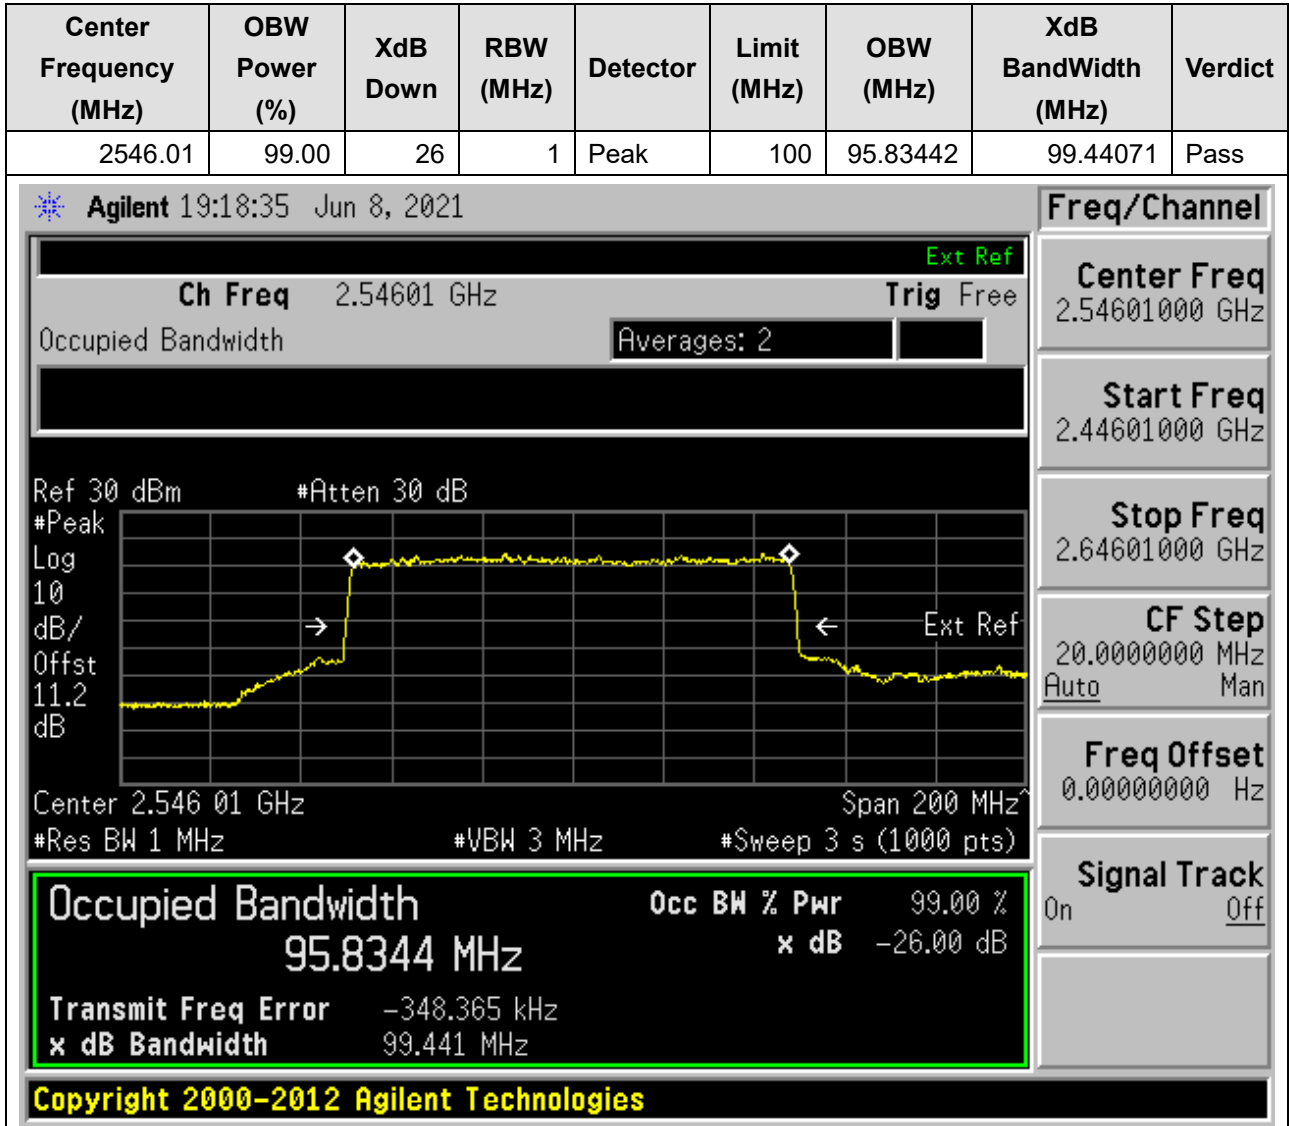 Center Frequency (MHz) OBW Power (%) XdB Down RBW (MHz) Detector Limit (MHz) OBW (MHz) XdB BandWidth (MHz) Verdict
2546.01 99.00 26 1 Peak 100 95.83442 99.44071 Pass
Agilent 19:18:35 Jun 8, 2021
Ext Ref
Ch Freq 2.54601 GHz Trig Free
Occupied Bandwidth Averages: 2
Ref 30 dBm #Atten 30 dB
#Peak
Log
10
dB/
Offst
11.2
dB
Ext Ref
Center 2.546 01 GHz Span 200 MHz^
#Res BW 1 MHz #VBW 3 MHz #Sweep 3 s (1000 pts)
Occupied Bandwidth Occ BW % Pwr 99.00 %
95.8344 MHz x dB -26.00 dB
Transmit Freq Error -348.365 kHz
x dB Bandwidth 99.441 MHz
Copyright 2000-2012 Agilent Technologies
Freq/Channel
Center Freq
2.54601000 GHz
Start Freq
2.44601000 GHz
Stop Freq
2.64601000 GHz
CF Step
20.0000000 MHz
Auto Man
Freq Offset
0.00000000 Hz
Signal Track
On Off